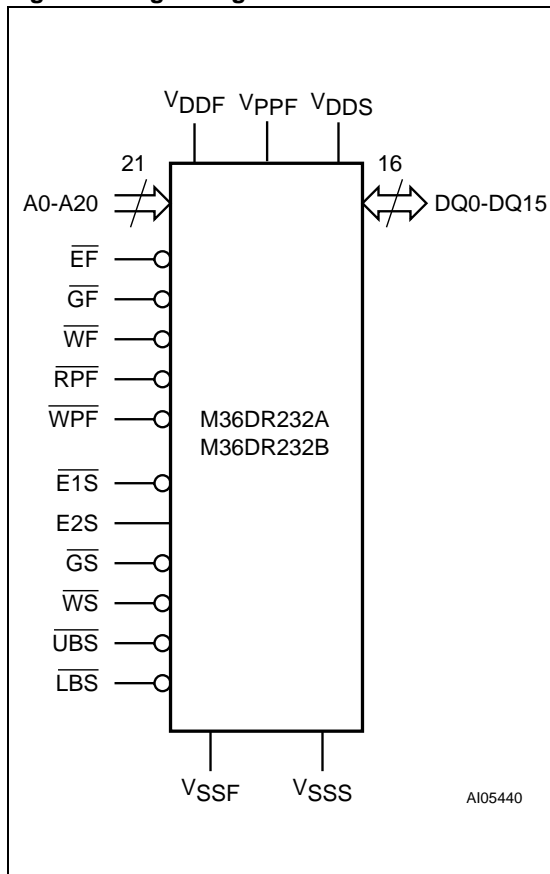 VDDF VPPF VDDS
21
16
A0-A20
DQ0-DQ15
EF
GF
WF
RPF
WPF
M36DR232A
M36DR232B
E1S
E2S
GS
WS
UBS
LBS
VSSF
VSSS
AI05440